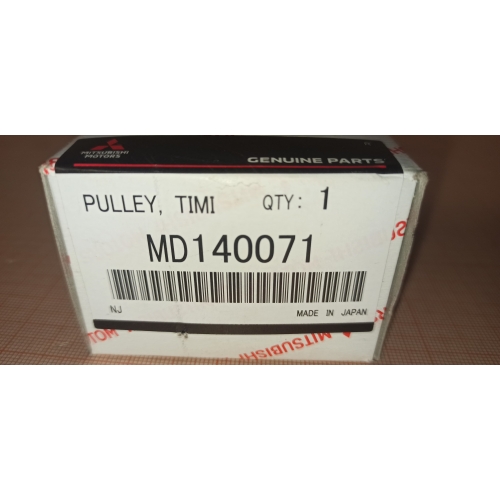 MITSUBISHI
MOTORS
GENUINE PARTS
PULLEY, TIMI QTY: 1
MD140071
NJ MADE IN JAPAN
MITSUBISHI